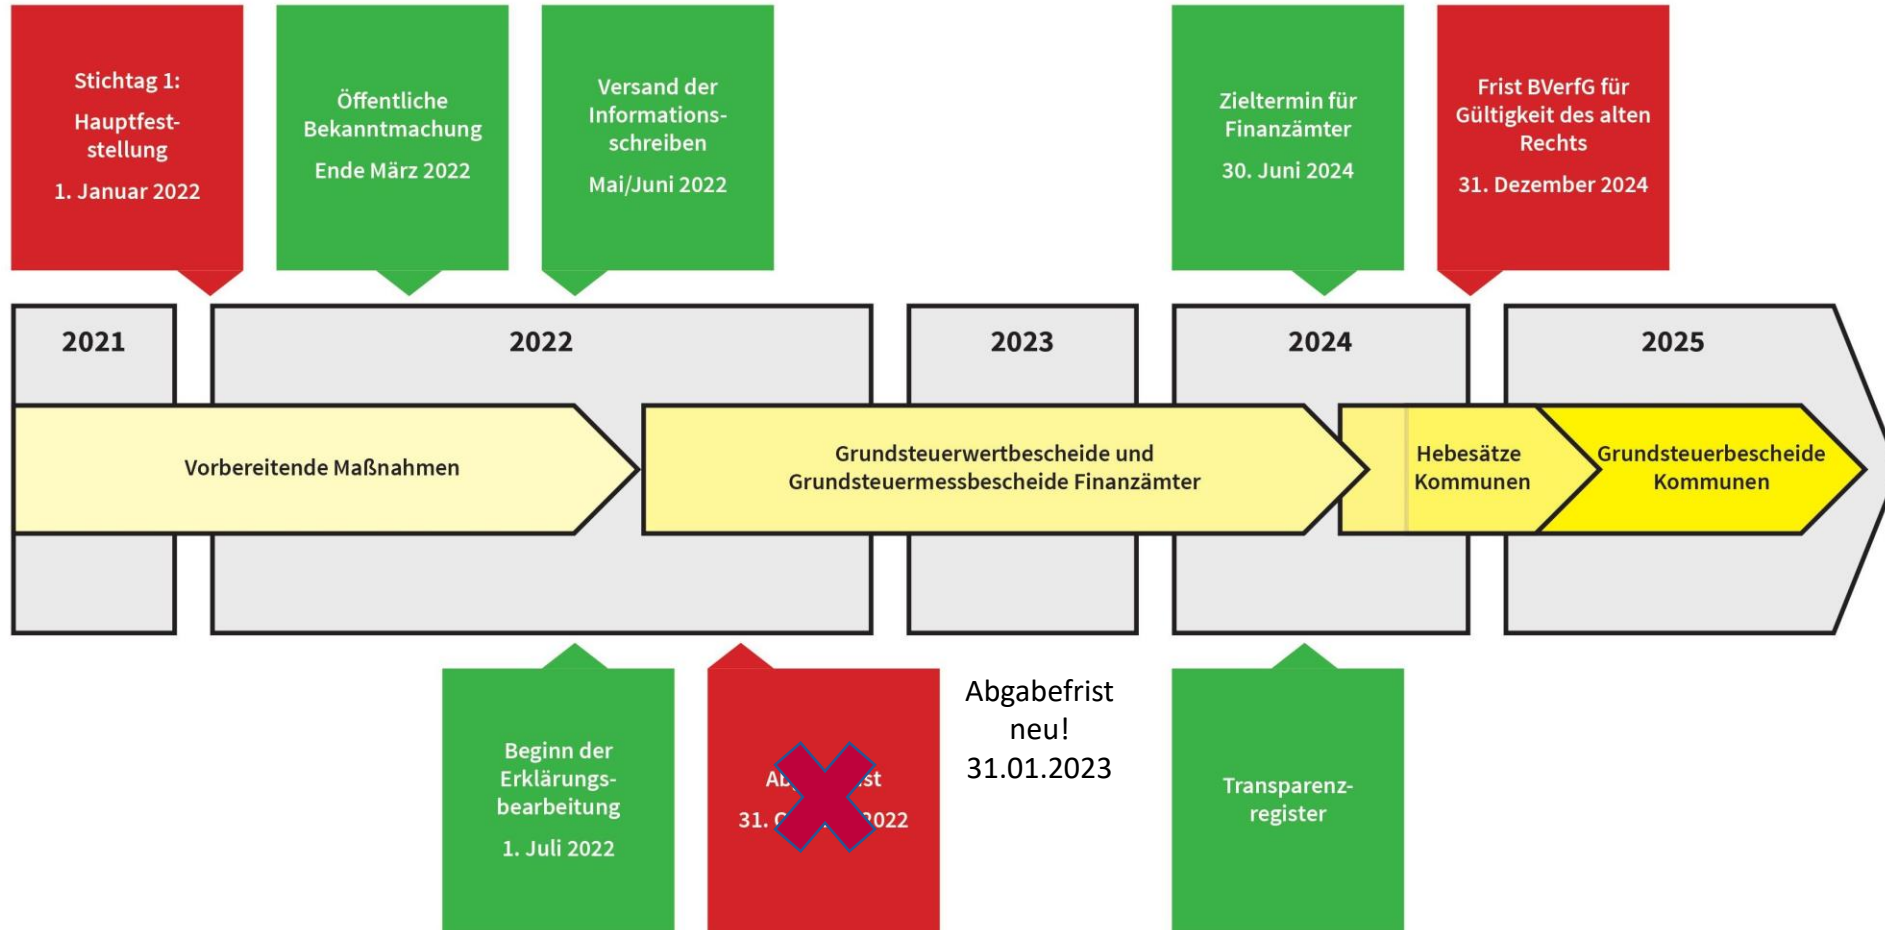 Stichtag 1:
Hauptfest-
stellung
1. Januar 2022
Öffentliche
Bekanntmachung
Ende März 2022
Versand der
Informations-
schreiben
Mai/Juni 2022
Zieltermin für
Finanzämter
30. Juni 2024
Frist BVerfG für
Gültigkeit des alten
Rechts
31. Dezember 2024
2021
2022
2023
2024
2025
Vorbereitende Maßnahmen
Grundsteuerwertbescheide und
Grundsteuermessbescheide Finanzämter
Hebesätze
Kommunen
Grundsteuerbescheide
Kommunen
Beginn der
Erklärungs-
bearbeitung
1. Juli 2022
31. 2022
Abgabefrist
neu!
31.01.2023
Transparenz-
register